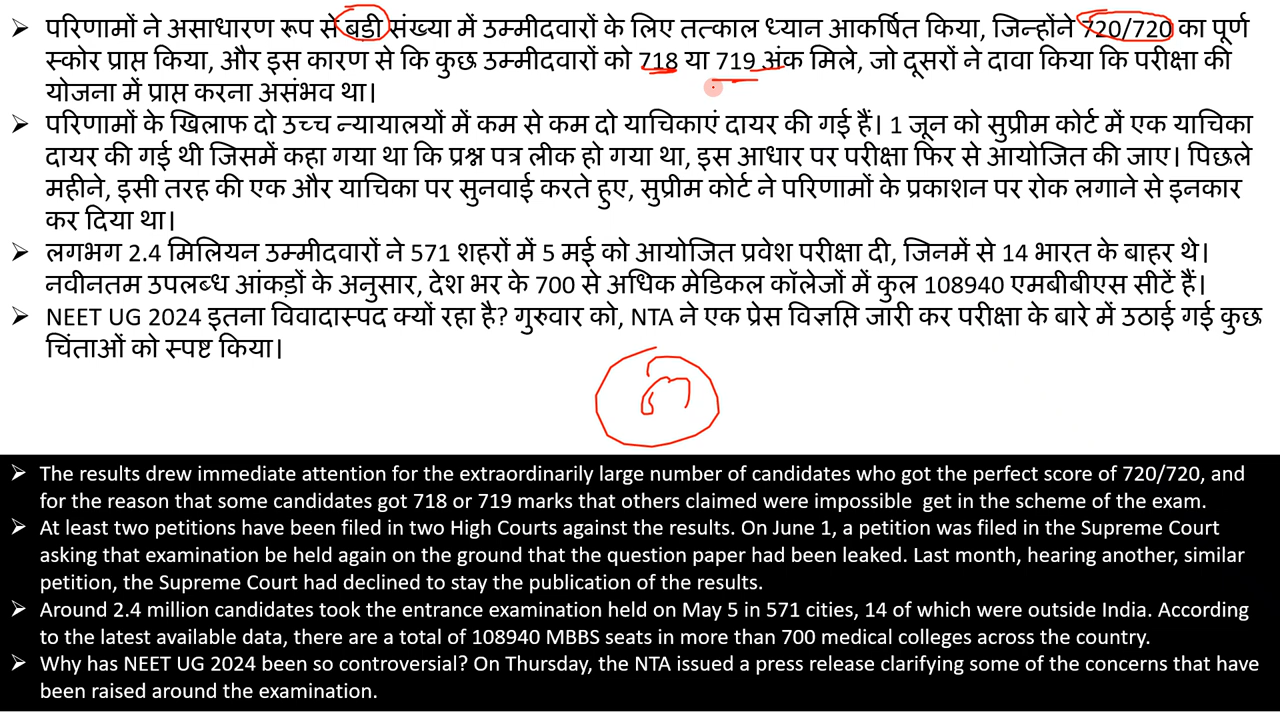 ➢ परिणामों ने असाधारण रूप से बडी संख्या में उम्मीदवारों के लिए तत्काल ध्यान आकर्षित किया, जिन्होंने 720/720 का पूर्ण
स्कोर प्राप्त किया, और इस कारण से कि कुछ उम्मीदवारों को 718 या 719 अंक मिले, जो दूसरों ने दावा किया कि परीक्षा की
योजना में प्राप्त करना असंभव था।
➢ परिणामों के खिलाफ दो उच्च न्यायालयों में कम से कम दो याचिकाएं दायर की गई हैं। 1 जून को सुप्रीम कोर्ट में एक याचिका
दायर की गई थी जिसमें कहा गया था कि प्रश्न पत्र लीक हो गया था, इस आधार पर परीक्षा फिर से आयोजित की जाए। पिछले
महीने, इसी तरह की एक और याचिका पर सुनवाई करते हुए, सुप्रीम कोर्ट ने परिणामों के प्रकाशन पर रोक लगाने से इनकार
कर दिया था।
➢ लगभग 2.4 मिलियन उम्मीदवारों ने 571 शहरों में 5 मई को आयोजित प्रवेश परीक्षा दी, जिनमें से 14 भारत के बाहर थे।
नवीनतम उपलब्ध आंकड़ों के अनुसार, देश भर के 700 से अधिक मेडिकल कॉलेजों में कुल 108940 एमबीबीएस सीटें हैं।
➢ NEET UG 2024 इतना विवादास्पद क्यों रहा है? गुरुवार को, NTA ने एक प्रेस विज्ञप्ति जारी कर परीक्षा के बारे में उठाई गई कुछ
चिंताओं को स्पष्ट किया।
➢ The results drew immediate attention for the extraordinarily large number of candidates who got the perfect score of 720/720, and
for the reason that some candidates got 718 or 719 marks that others claimed were impossible get in the scheme of the exam.
➢ At least two petitions have been filed in two High Courts against the results. On June 1, a petition was filed in the Supreme Court
asking that examination be held again on the ground that the question paper had been leaked. Last month, hearing another, similar
petition, the Supreme Court had declined to stay the publication of the results.
➢ Around 2.4 million candidates took the entrance examination held on May 5 in 571 cities, 14 of which were outside India. According
to the latest available data, there are a total of 108940 MBBS seats in more than 700 medical colleges across the country.
➢ Why has NEET UG 2024 been so controversial? On Thursday, the NTA issued a press release clarifying some of the concerns that have
been raised around the examination.